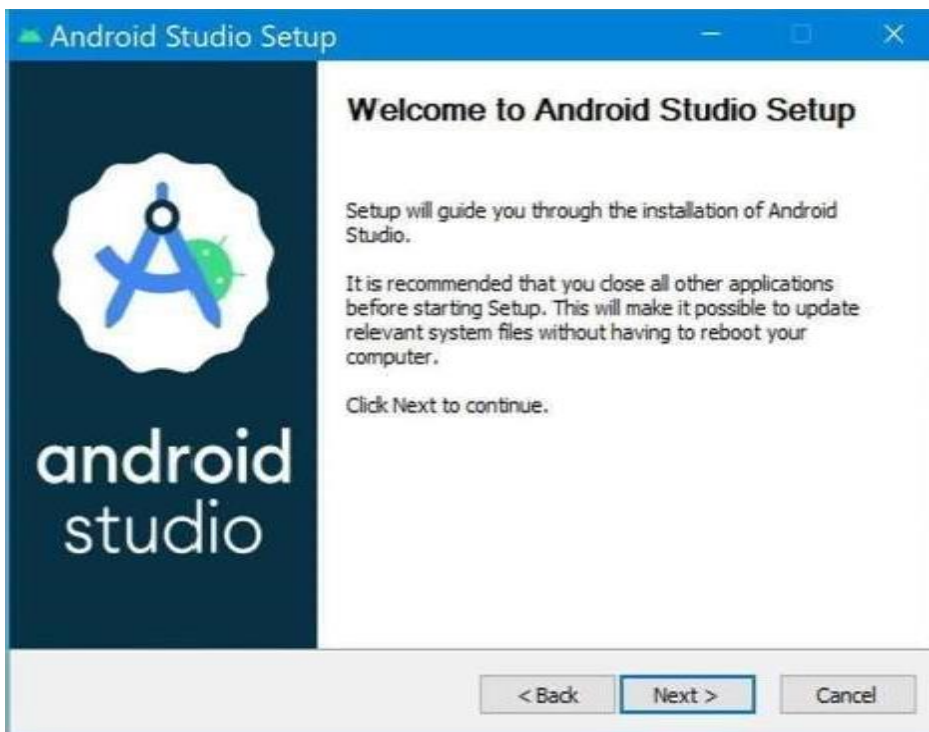 Android Studio Setup
Welcome to Android Studio Setup
Setup will guide you through the installation of Android
Studio.
It is recommended that you close all other applications
before starting Setup. This will make it possible to update
relevant system files without having to reboot your
computer.
Click Next to continue.
android
studio
< Back
Next >
Cancel